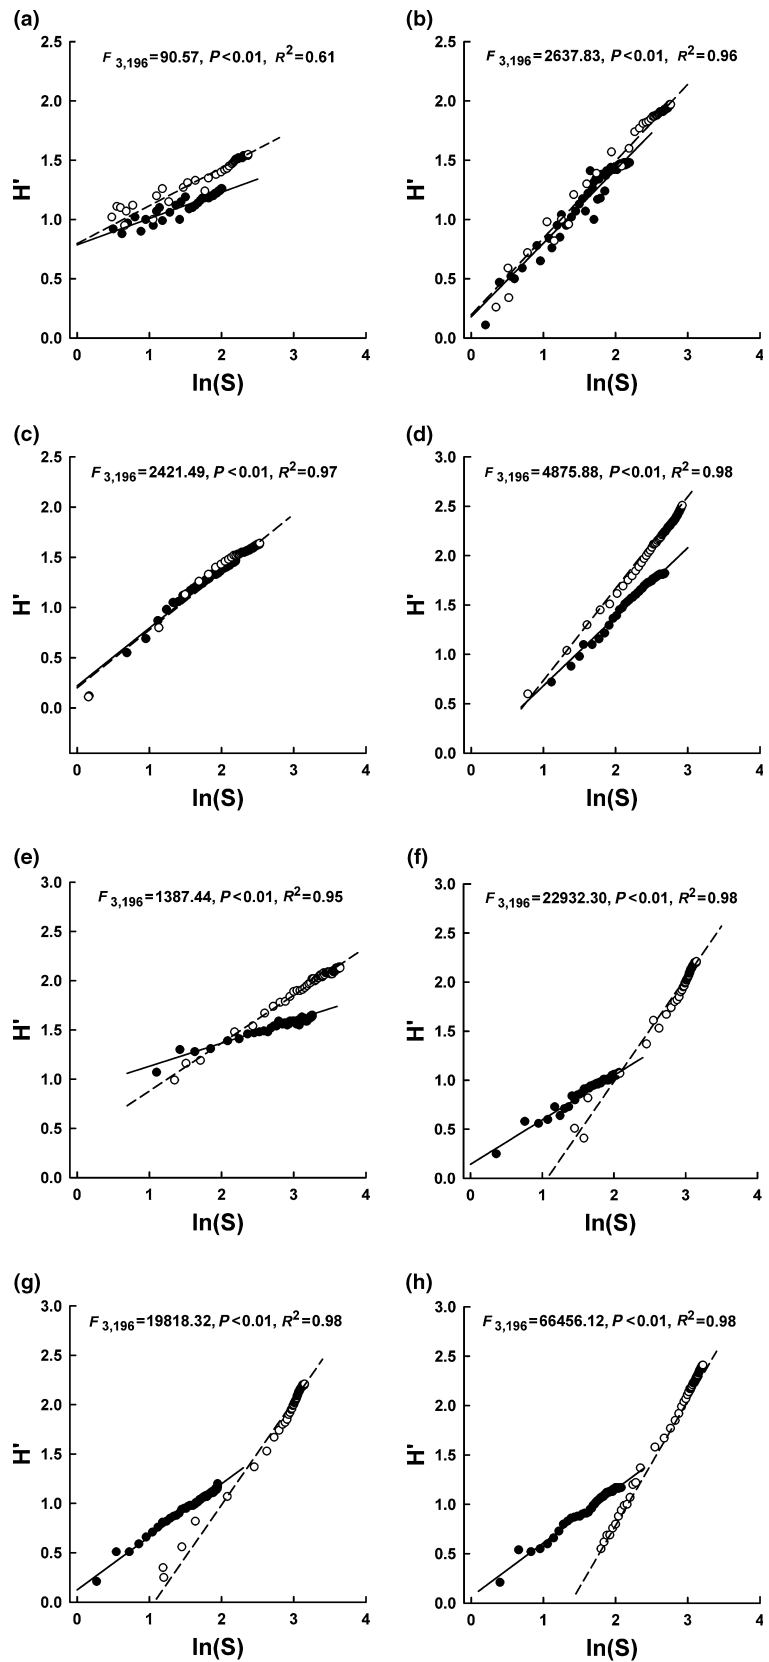 (a)
F 3,196=90.57, P<0.01, R2=0.61
2.5
2.0
1.5
1.0
0.5
0.0
H'
0 1 2 3 4
ln(S)
(b)
F 3,196=2637.83, P<0.01, R2=0.96
2.5
2.0
1.5
1.0
0.5
0.0
H'
0 1 2 3 4
ln(S)
(c)
F 3,196=2421.49, P<0.01, R2=0.97
2.5
2.0
1.5
1.0
0.5
0.0
H'
0 1 2 3 4
ln(S)
(d)
F 3,196=4875.88, P<0.01, R2=0.98
3.0
2.5
2.0
1.5
1.0
0.5
0.0
H'
0 1 2 3 4
ln(S)
(e)
F 3,196=1387.44, P<0.01, R2=0.95
3.0
2.5
2.0
1.5
1.0
0.5
0.0
H'
0 1 2 3 4
ln(S)
(f)
F 3,196=22932.30, P<0.01, R2=0.98
3.0
2.5
2.0
1.5
1.0
0.5
0.0
H'
0 1 2 3 4
ln(S)
(g)
F 3,196=19818.32, P<0.01, R2=0.98
3.0
2.5
2.0
1.5
1.0
0.5
0.0
H'
0 1 2 3 4
ln(S)
(h)
F 3,196=66456.12, P<0.01, R2=0.98
3.0
2.5
2.0
1.5
1.0
0.5
0.0
H'
0 1 2 3 4
ln(S)